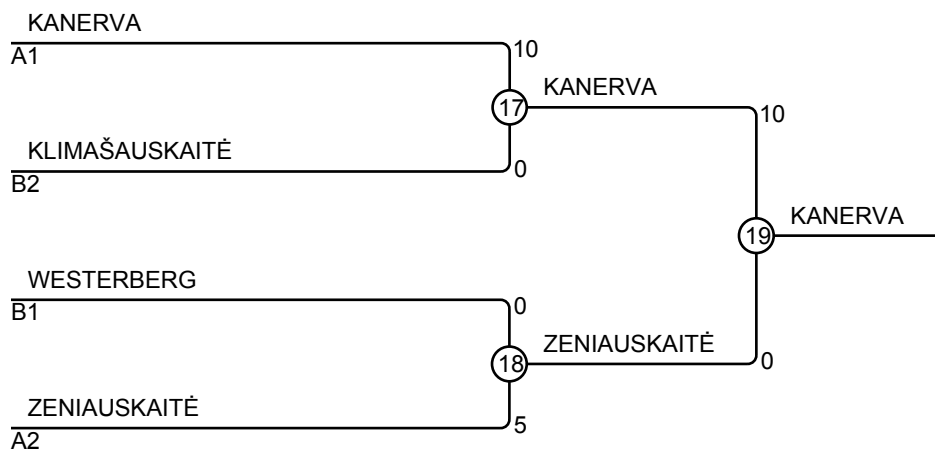 KANERVA
A1
10
17
KANERVA
10
KLIMAŠAUSKAITĖ
B2
0
19
KANERVA
WESTERBERG
B1
0
18
ZENIAUSKAITĖ
0
ZENIAUSKAITĖ
A2
5